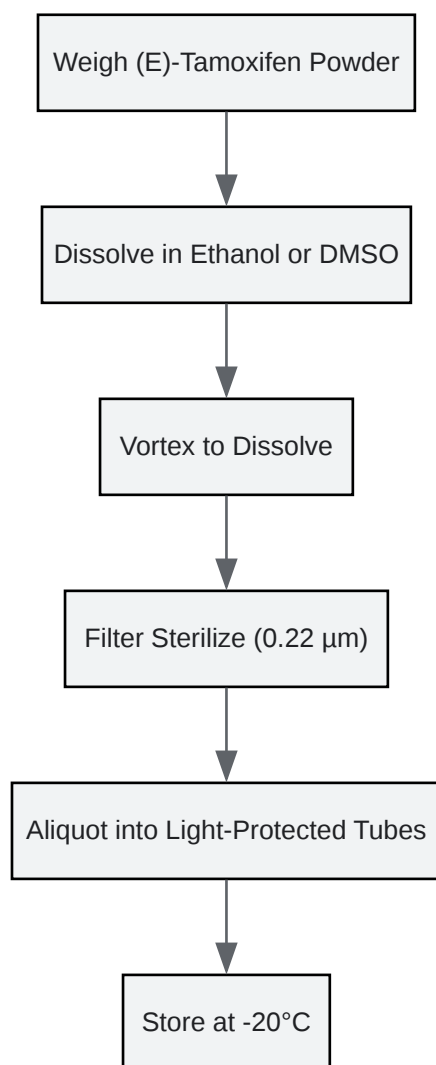 Weigh (E)-Tamoxifen Powder
Dissolve in Ethanol or DMSO
Vortex to Dissolve
Filter Sterilize (0.22 µm)
Aliquot into Light-Protected Tubes
Store at -20°C